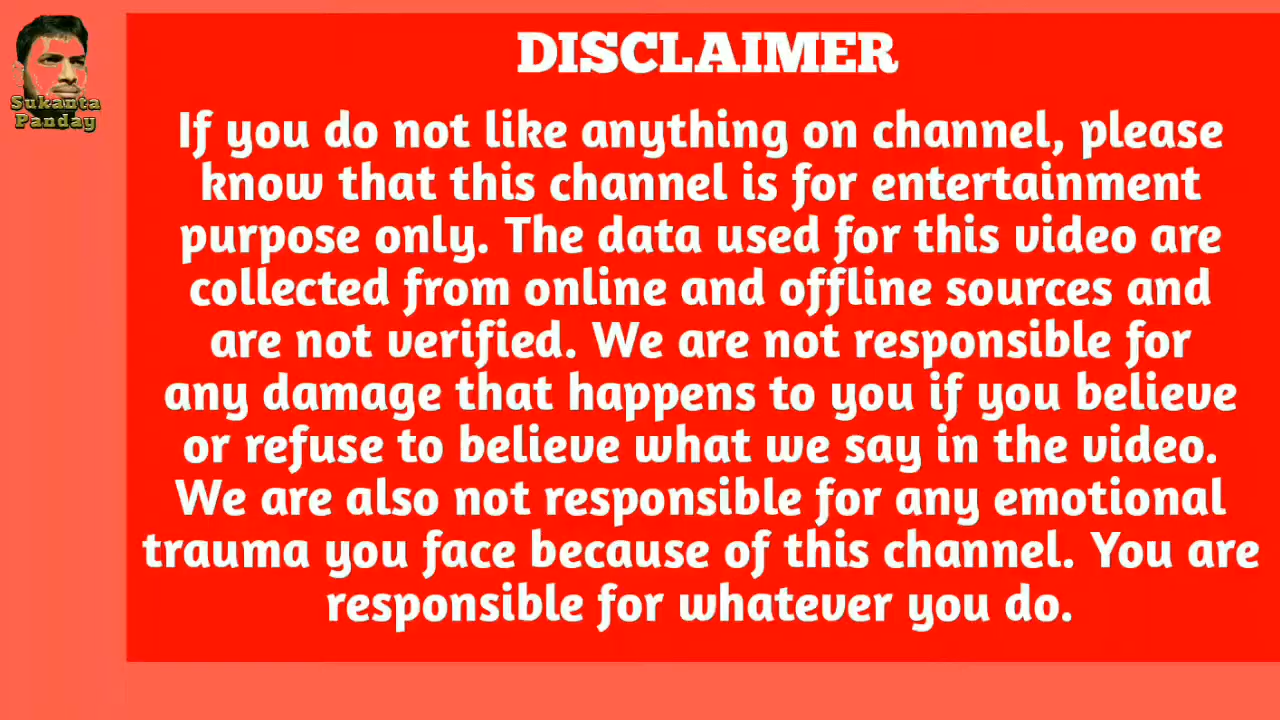 Sukanta
Panday
DISCLAIMER
If you do not like anything on channel, please
know that this channel is for entertainment
purpose only. The data used for this video are
collected from online and offline sources and
are not verified. We are not responsible for
any damage that happens to you if you believe
or refuse to believe what we say in the video.
We are also not responsible for any emotional
trauma you face because of this channel. You are
responsible for whatever you do.